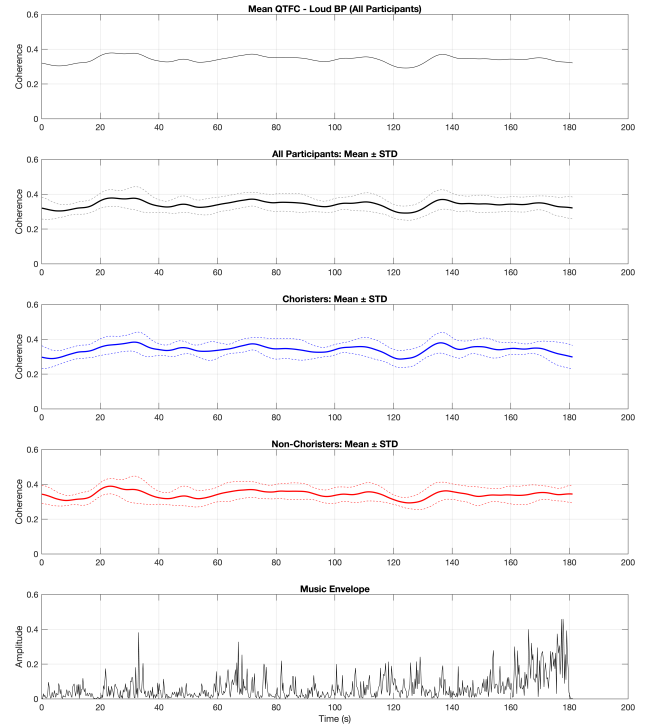 Mean QTFC - Loud BP (All Participants)
0.6
0.4
0.2
0
Coherence
0 20 40 60 80 100 120 140 160 180 200
All Participants: Mean ± STD
0.6
0.4
0.2
0
Coherence
0 20 40 60 80 100 120 140 160 180 200
Choristers: Mean ± STD
0.6
0.4
0.2
0
Coherence
0 20 40 60 80 100 120 140 160 180 200
Non-Choristers: Mean ± STD
0.6
0.4
0.2
0
Coherence
0 20 40 60 80 100 120 140 160 180 200
Music Envelope
0.6
0.4
0.2
0
Amplitude
0 20 40 60 80 100 120 140 160 180 200
Time (s)